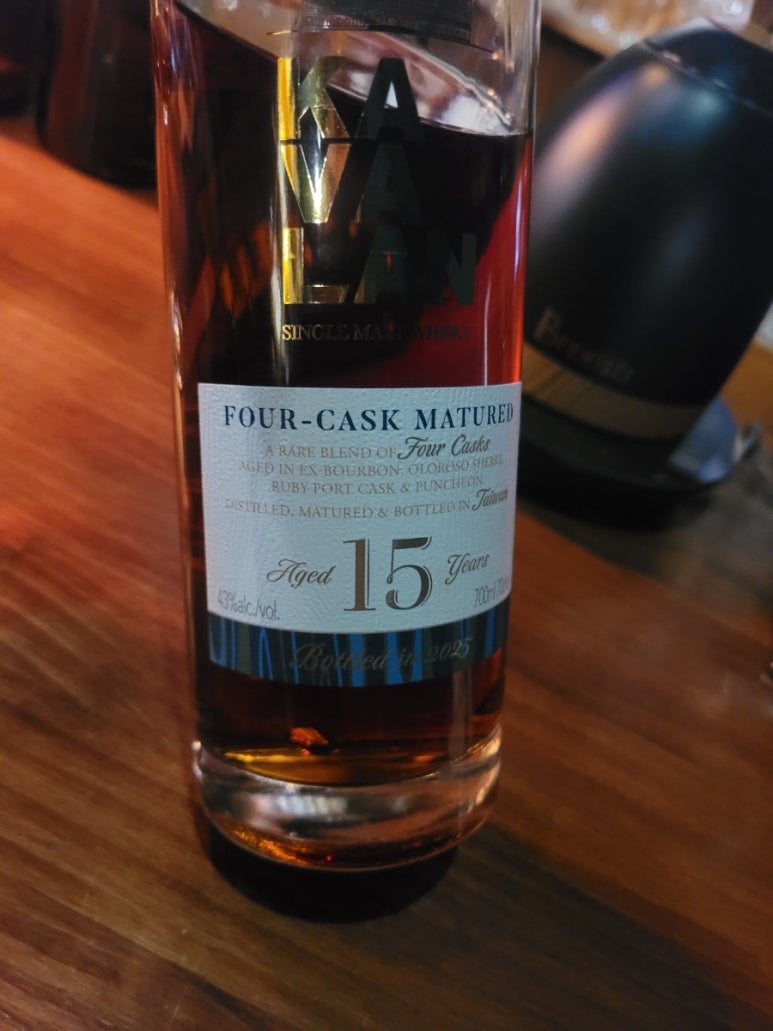 KA
VA
LAN
SINGLE MALT WHISKY
FOUR-CASK MATURED
A RARE BLEND OF Four Casks
AGED IN EX-BOURBON, OLOROSO SHERRY,
RUBY PORT CASK & PUNCHEON.
DISTILLED, MATURED & BOTTLED IN Taiwan
Aged 15 Years
43%alc./vol. 700ml
Bottled in 2025
Brewista